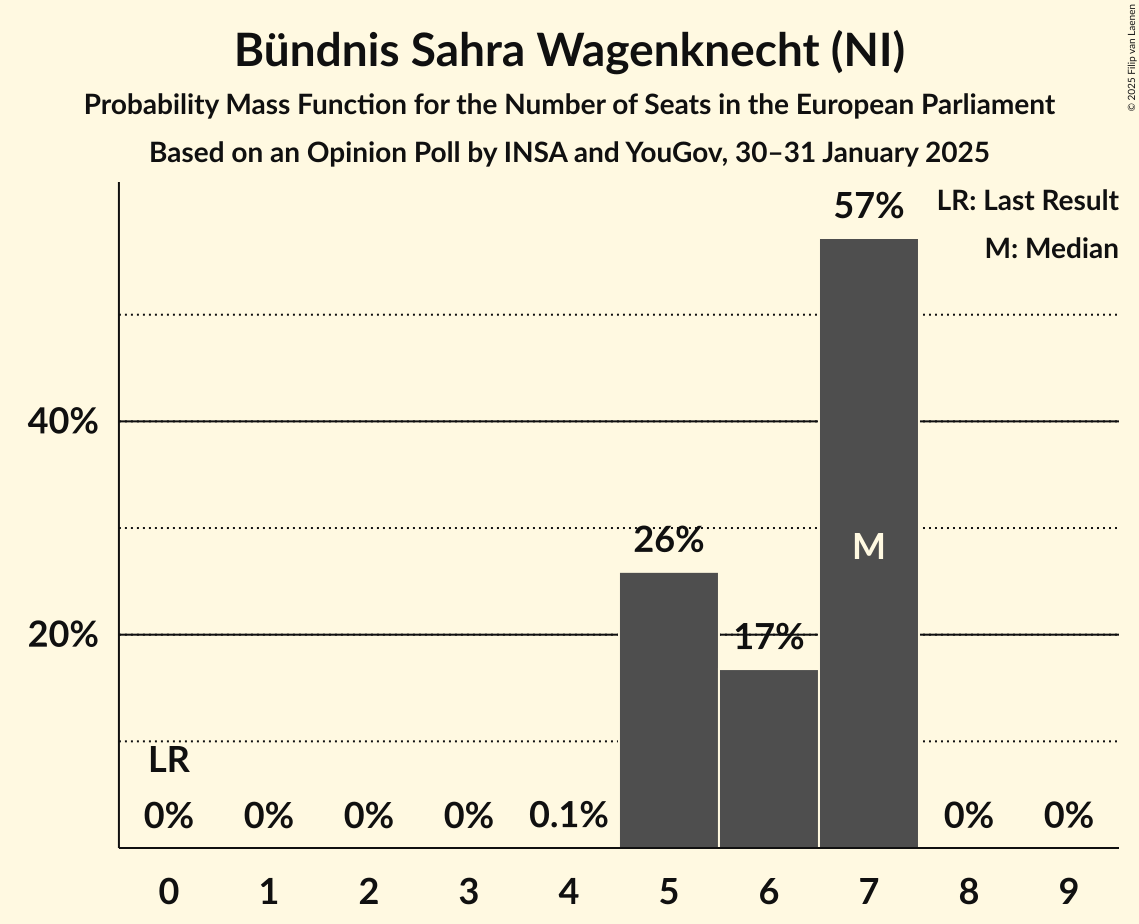 Bündnis Sahra Wagenknecht (NI)
Probability Mass Function for the Number of Seats in the European Parliament
Based on an Opinion Poll by INSA and YouGov, 30–31 January 2025
© 2025 Filip van Laenen
LR: Last Result
M: Median
57%
40%
26%
M
20%
17%
LR
0% 0% 0% 0% 0.1% 0% 0%
0 1 2 3 4 5 6 7 8 9